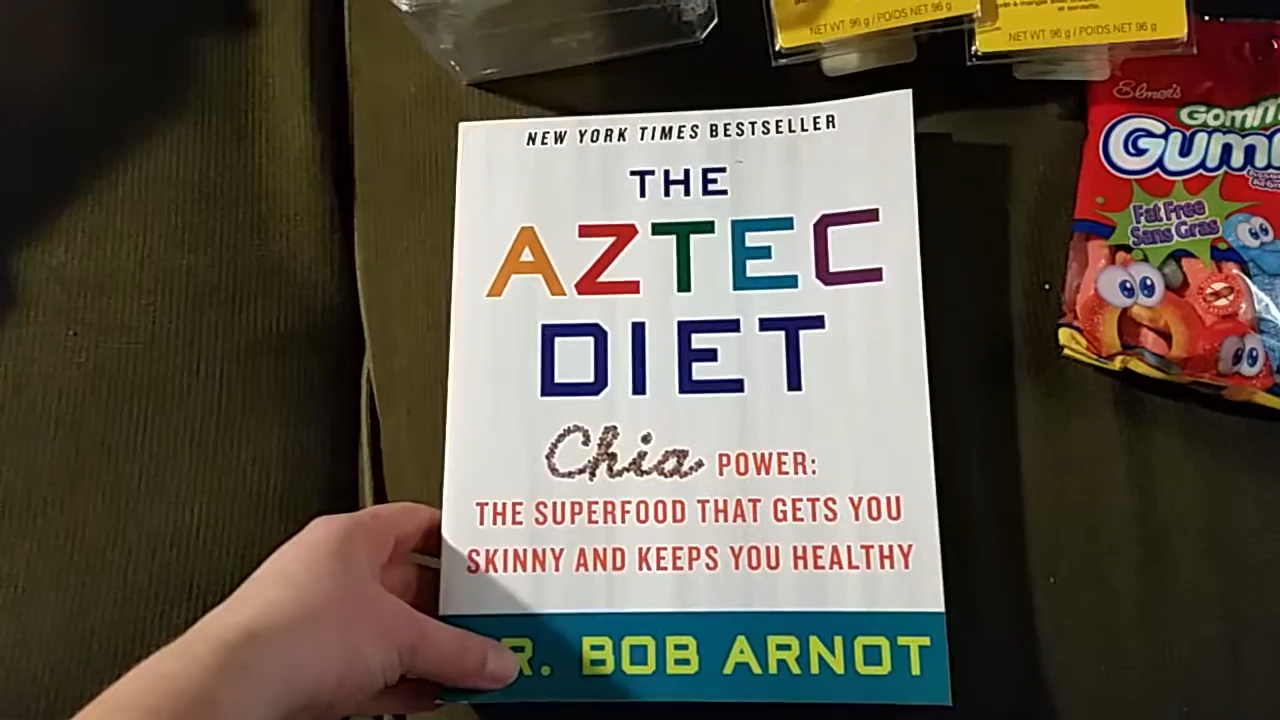 NET WT. 96 g / POIDS NET 96 g
NET WT. 96 g / POIDS NET 96 g
NEW YORK TIMES BESTSELLER
THE
AZTEC
DIET
Chia POWER:
THE SUPERFOOD THAT GETS YOU
SKINNY AND KEEPS YOU HEALTHY
R. BOB ARNOT
Elmer's
Fat Free
Sans Gras